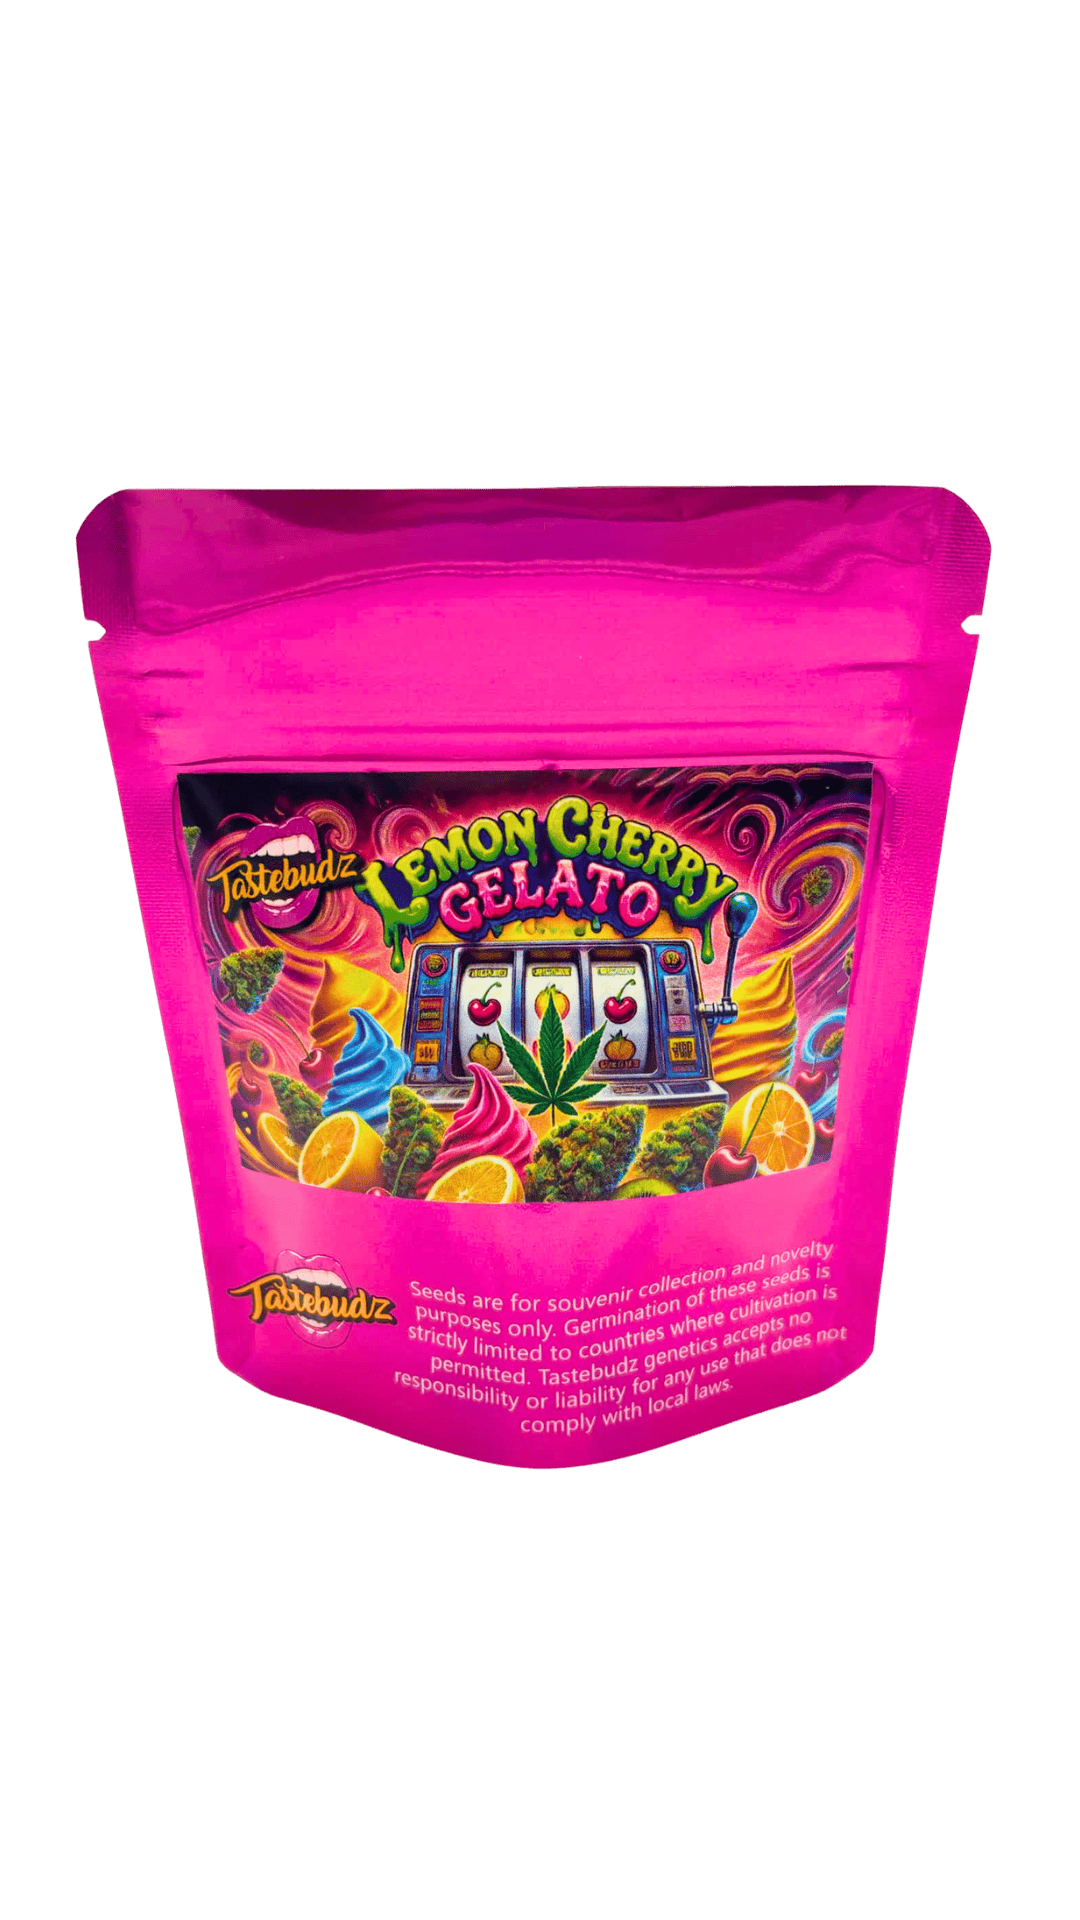 Tastebudz
LEMON CHERRY
GELATO
Tastebudz
Seeds are for souvenir collection and novelty
purposes only. Germination of these seeds is
strictly limited to countries where cultivation is
permitted. Tastebudz genetics accepts no
responsibility or liability for any use that does not
comply with local laws.